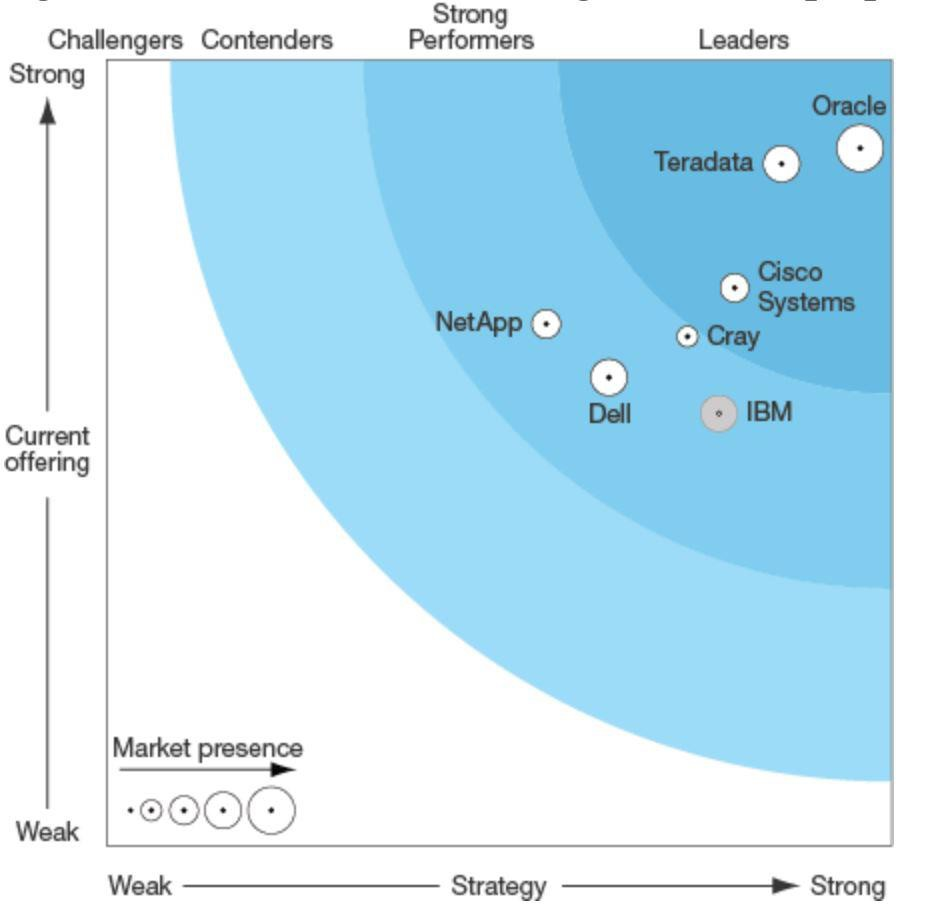 Strong
Challengers Contenders Performers Leaders
Strong
Oracle
Teradata
Cisco
Systems
NetApp
Cray
Dell
IBM
Current
offering
Market presence
Weak
Weak Strategy Strong